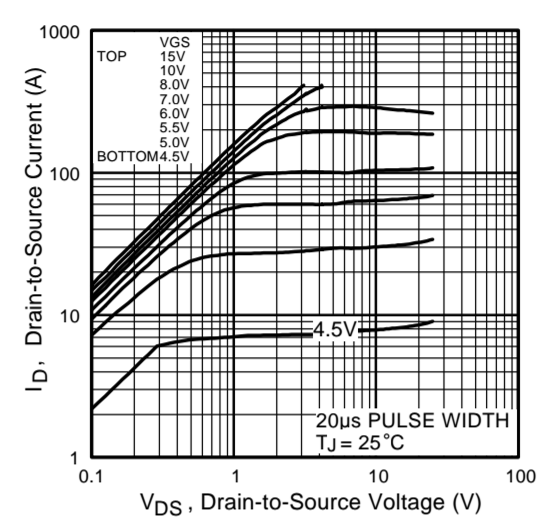 1000
VGS
TOP 15V
10V
8.0V
7.0V
6.0V
5.5V
5.0V
BOTTOM 4.5V
100
10
1
I D , Drain-to-Source Current (A)
4.5V
20µs PULSE WIDTH
TJ = 25°C
0.1 1 10 100
VDS , Drain-to-Source Voltage (V)